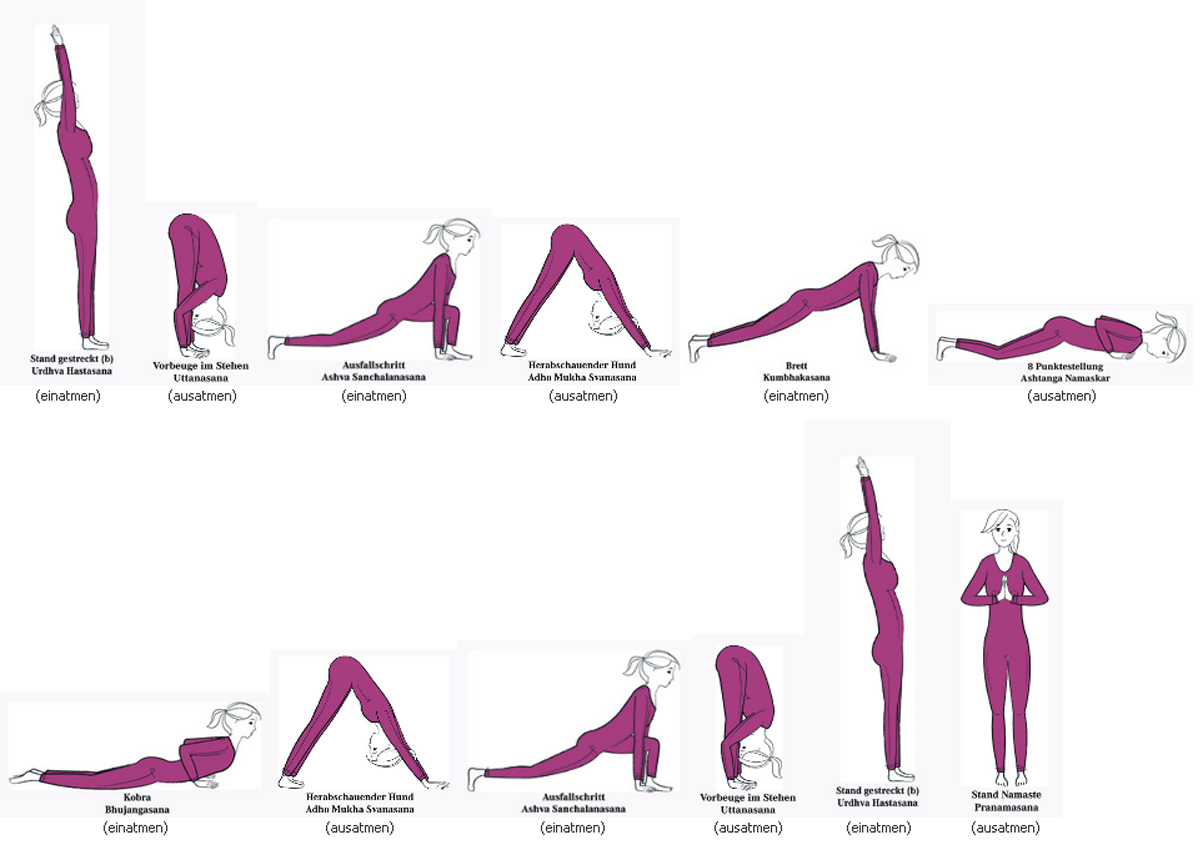 Stand gestreckt (b)
Urdhva Hastasana
(einatmen)
Vorbeuge im Stehen
Uttanasana
(ausatmen)
Ausfallschritt
Ashva Sanchalanasana
(einatmen)
Herabschauender Hund
Adho Mukha Svanasana
(ausatmen)
Brett
Kumbhakasana
(einatmen)
8 Punktestellung
Ashtanga Namaskar
(ausatmen)
Kobra
Bhujangasana
(einatmen)
Herabschauender Hund
Adho Mukha Svanasana
(ausatmen)
Ausfallschritt
Ashva Sanchalanasana
(einatmen)
Vorbeuge im Stehen
Uttanasana
(ausatmen)
Stand gestreckt (b)
Urdhva Hastasana
(einatmen)
Stand Namaste
Pranamasana
(ausatmen)